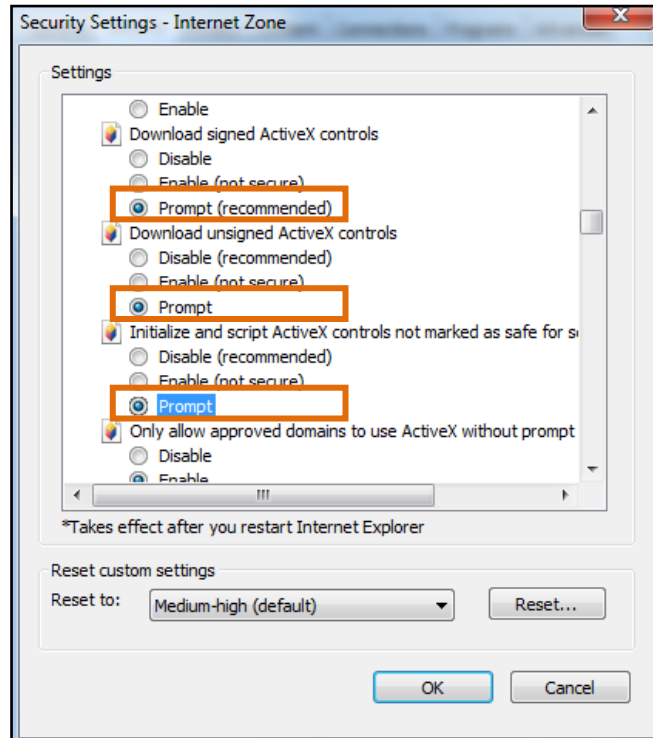 Security Settings - Internet Zone
Settings
Enable
Download signed ActiveX controls
Disable
Enable (not secure)
Prompt (recommended)
Download unsigned ActiveX controls
Disable (recommended)
Enable (not secure)
Prompt
Initialize and script ActiveX controls not marked as safe for s
Disable (recommended)
Enable (not secure)
Prompt
Only allow approved domains to use ActiveX without prompt
Disable
Enable
*Takes effect after you restart Internet Explorer
Reset custom settings
Reset to:
Medium-high (default)
Reset...
OK
Cancel